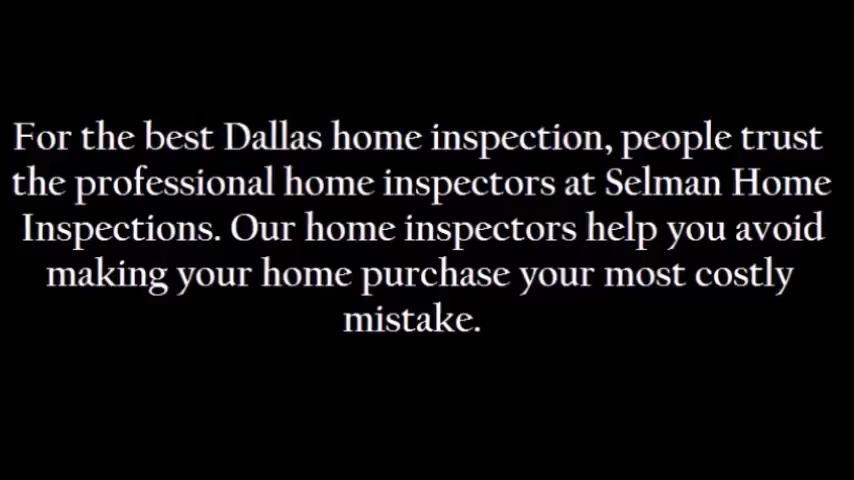 For the best Dallas home inspection, people trust
the professional home inspectors at Selman Home
Inspections. Our home inspectors help you avoid
making your home purchase your most costly
mistake.